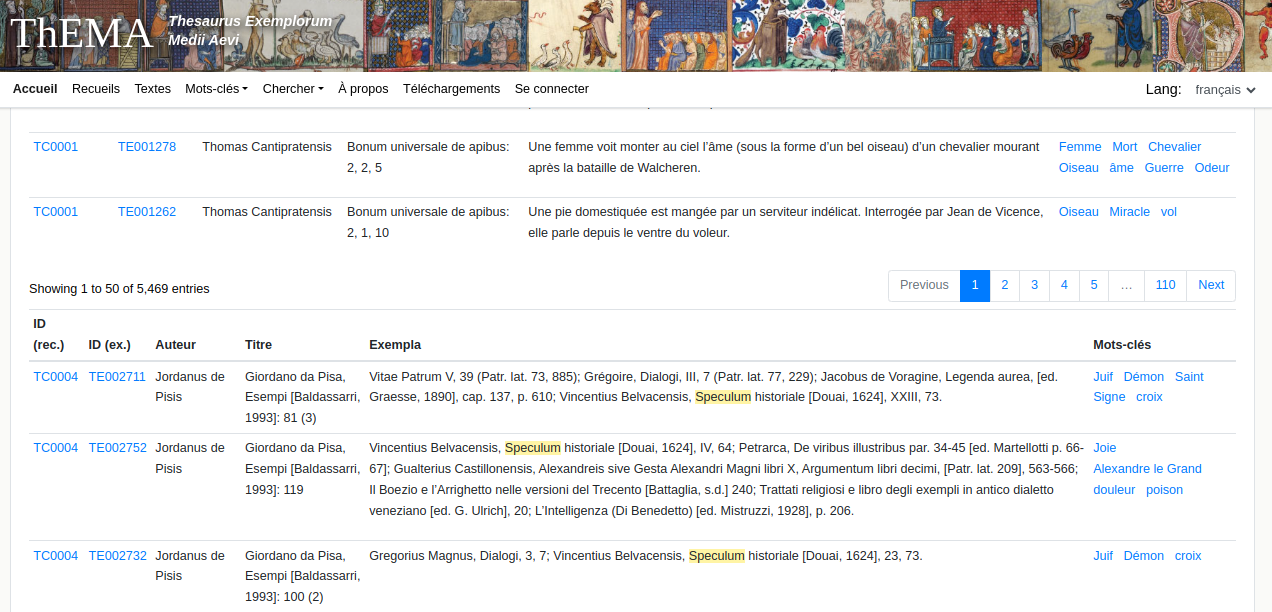 ThEMA
Thesaurus Exemplorum
Medii Aevi
Accueil Recueils Textes Mots-clés Chercher À propos Téléchargements Se connecter Lang: français
TC0001 TE001278 Thomas Cantipratensis Bonum universale de apibus: Une femme voit monter au ciel l’âme (sous la forme d’un bel oiseau) d’un chevalier mourant Femme Mort Chevalier
2, 2, 5 après la bataille de Walcheren. Oiseau âme Guerre Odeur
TC0001 TE001262 Thomas Cantipratensis Bonum universale de apibus: Une pie domestiquée est mangée par un serviteur indélicat. Interrogée par Jean de Vicence, Oiseau Miracle vol
2, 1, 10 elle parle depuis le ventre du voleur.
Showing 1 to 50 of 5,469 entries Previous 1 2 3 4 5 … 110 Next
ID
(rec.) ID (ex.) Auteur Titre Exempla Mots-clés
TC0004 TE002711 Jordanus de Giordano da Pisa, Vitae Patrum V, 39 (Patr. lat. 73, 885); Grégoire, Dialogi, III, 7 (Patr. lat. 77, 229); Jacobus de Voragine, Legenda aurea, [ed. Juif Démon Saint
Pisis Esempi [Baldassarri, Graesse, 1890], cap. 137, p. 610; Vincentius Belvacensis, Speculum historiale [Douai, 1624], XXIII, 73. Signe croix
1993]: 81 (3)
TC0004 TE002752 Jordanus de Giordano da Pisa, Vincentius Belvacensis, Speculum historiale [Douai, 1624], IV, 64; Petrarca, De viribus illustribus par. 34-45 [ed. Martellotti p. 66- Joie
Pisis Esempi [Baldassarri, 67]; Gualterius Castillonensis, Alexandreis sive Gesta Alexandri Magni libri X, Argumentum libri decimi, [Patr. lat. 209], 563-566; Alexandre le Grand
1993]: 119 Il Boezio e l’Arrighetto nelle versioni del Trecento [Battaglia, s.d.] 240; Trattati religiosi e libro degli exempli in antico dialetto douleur poison
veneziano [ed. G. Ulrich], 20; L’Intelligenza (Di Benedetto) [ed. Mistruzzi, 1928], p. 206.
TC0004 TE002732 Jordanus de Giordano da Pisa, Gregorius Magnus, Dialogi, 3, 7; Vincentius Belvacensis, Speculum historiale [Douai, 1624], 23, 73. Juif Démon croix
Pisis Esempi [Baldassarri,
1993]: 100 (2)